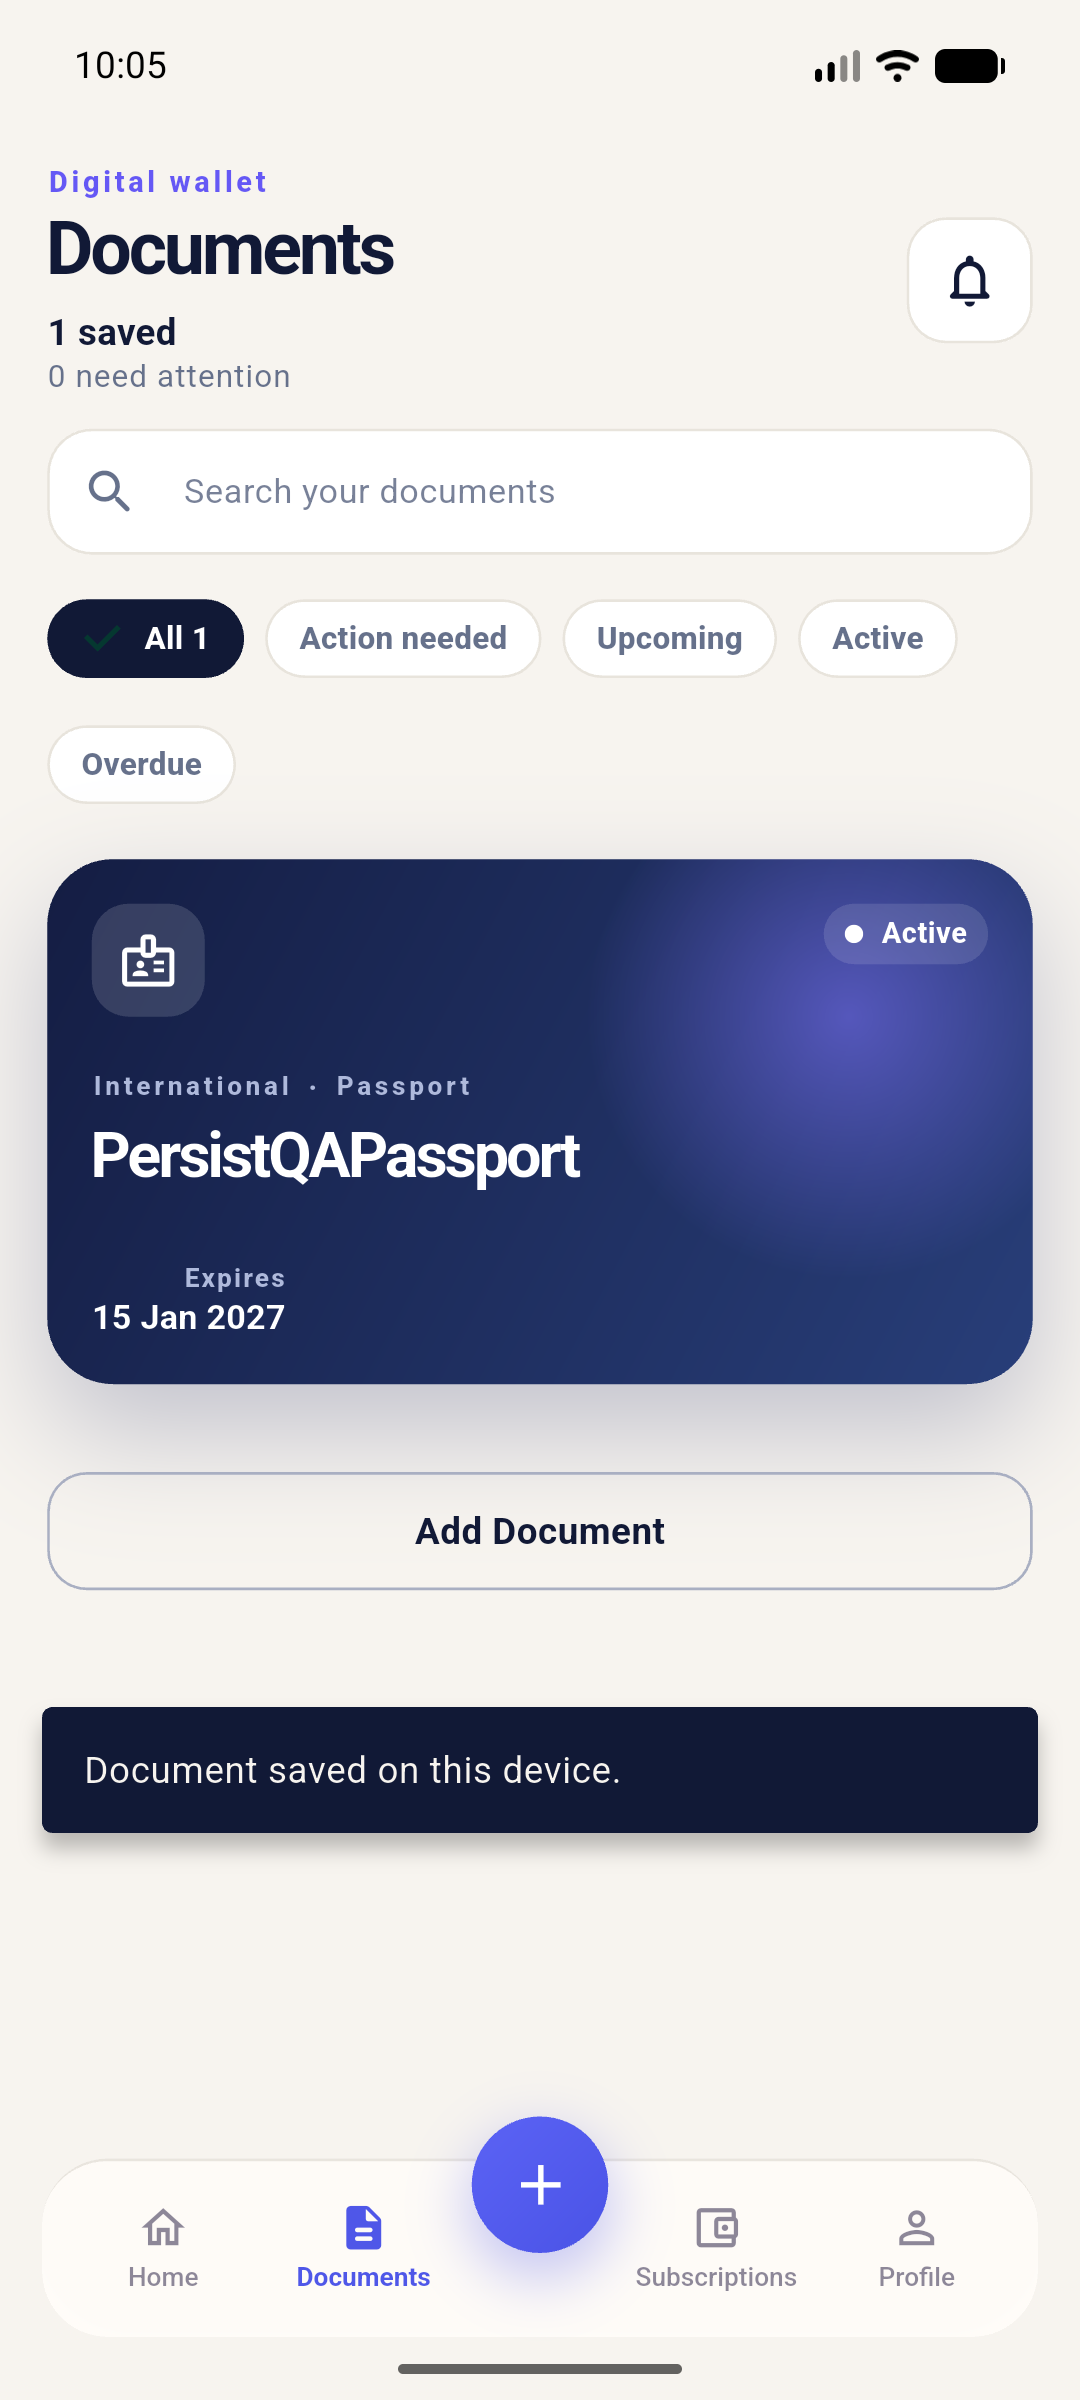 10:05
Digital wallet
Documents
1 saved
0 need attention
Search your documents
All 1
Action needed
Upcoming
Active
Overdue
Active
International · Passport
PersistQAPassport
Expires
15 Jan 2027
Add Document
Document saved on this device.
Home
Documents
Subscriptions
Profile